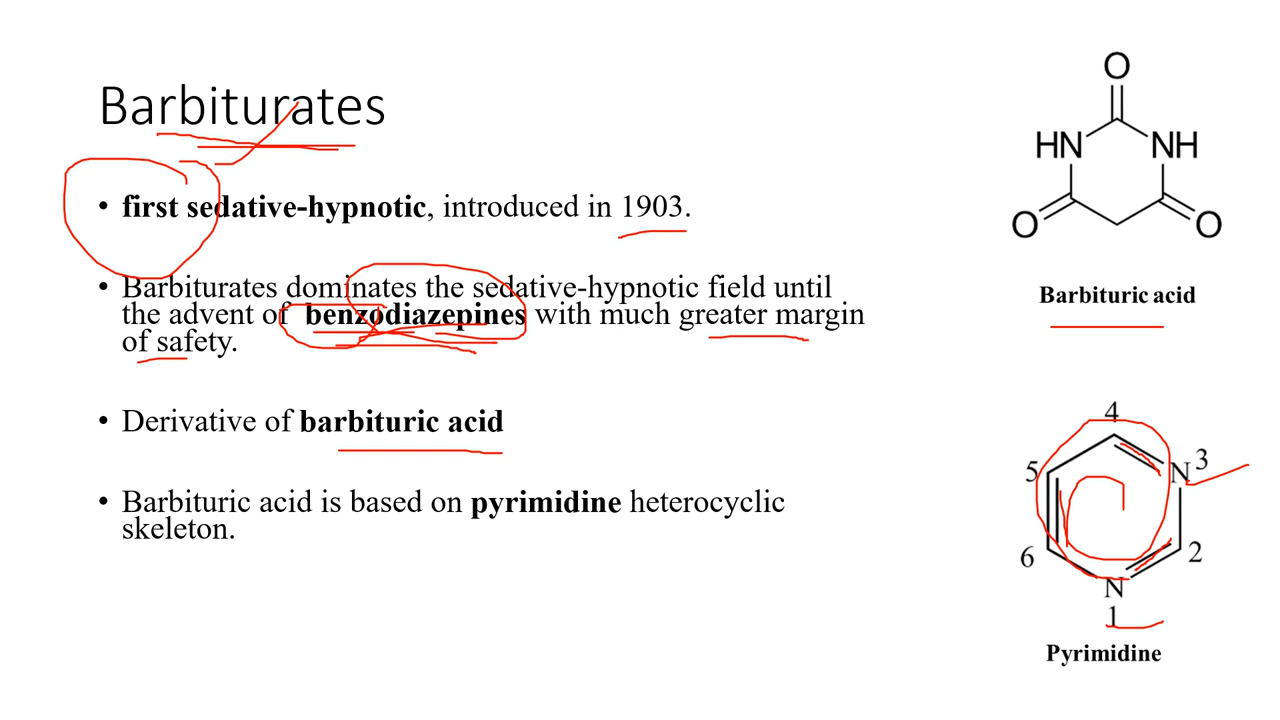 Barbiturates
• first sedative-hypnotic, introduced in 1903.
• Barbiturates dominates the sedative-hypnotic field until
the advent of benzodiazepines with much greater margin
of safety.
• Derivative of barbituric acid
• Barbituric acid is based on pyrimidine heterocyclic
skeleton.
O
HN NH
O O
Barbituric acid
4
5 N 3
6 2
N
1
Pyrimidine